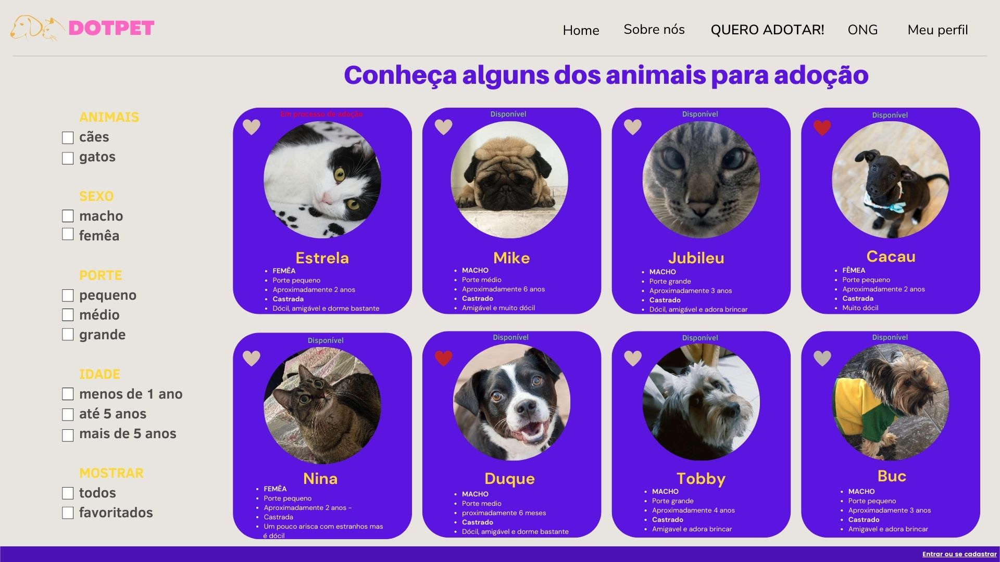 DOTPET
Home
Sobre nós
QUERO ADOTAR!
ONG
Meu perfil
Conheça alguns dos animais para adoção
ANIMAIS
cães
gatos
SEXO
macho
femêa
PORTE
pequeno
médio
grande
IDADE
menos de 1 ano
até 5 anos
mais de 5 anos
MOSTRAR
todos
favoritados
Em processo de adoção
Estrela
FEMÊA
Porte pequeno
Aproximadamente 2 anos
Castrada
Dócil, amigável e dorme bastante
Disponível
Mike
MACHO
Porte médio
Aproximadamente 6 anos
Castrado
Amigável e muito dócil
Disponível
Jubileu
MACHO
Porte grande
Aproximadamente 3 anos
Castrado
Dócil, amigável e adora brincar
Disponível
Cacau
FÊMEA
Porte pequeno
Aproximadamente 2 anos
Castrada
Muito dócil
Disponível
Nina
FEMÊA
Porte pequeno
Aproximadamente 2 anos -
Castrada
Um pouco arisca com estranhos mas
é dócil
Disponível
Duque
MACHO
Porte medio
proximadamente 6 meses
Castrado
Dócil, amigável e dorme bastante
Disponível
Tobby
MACHO
Porte grande
Aproximadamente 4 anos
Castrado
Amigavel e adora brincar
Disponível
Buc
MACHO
Porte pequeno
Aproximadamente 3 anos
Castrado
Amigavel e adora brincar
Entrar ou se cadastrar